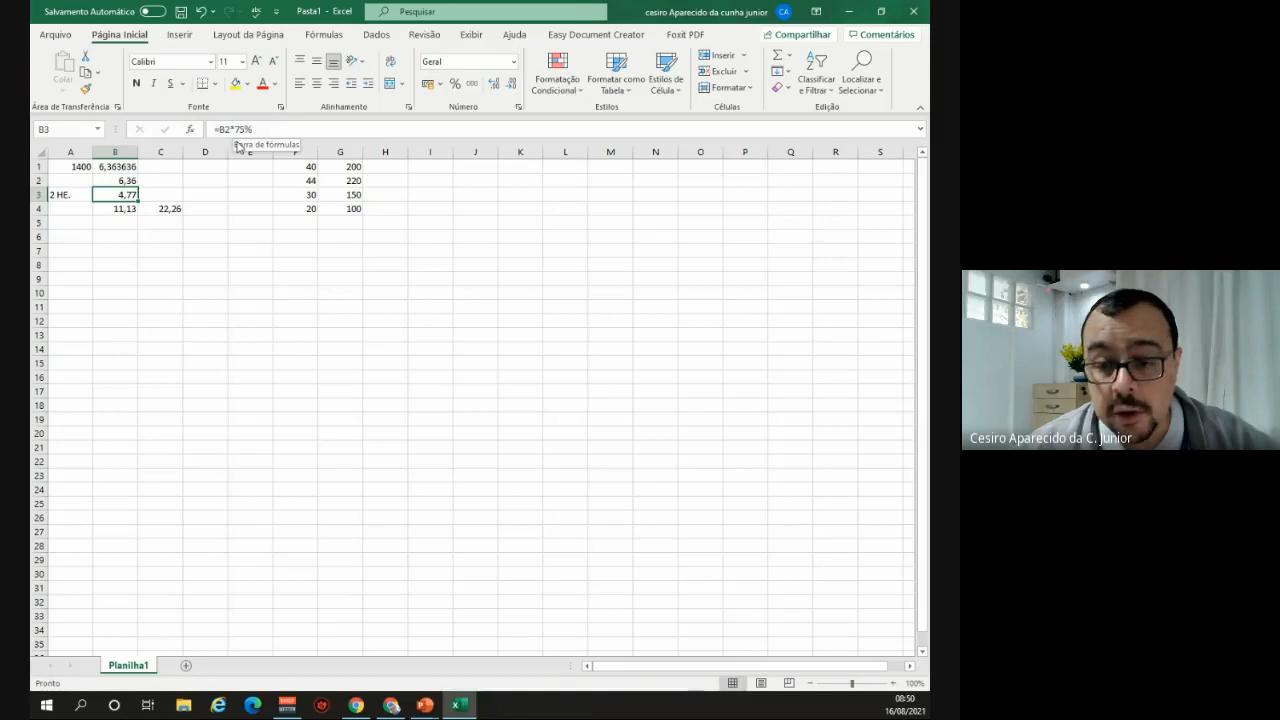 Salvamento Automático
Pasta1 - Excel
Pesquisar
cesiro Aparecido da cunha junior
CA
Arquivo
Página Inicial
Inserir
Layout da Página
Fórmulas
Dados
Revisão
Exibir
Ajuda
Easy Document Creator
Foxit PDF
Compartilhar
Comentários
Colar
Calibri
11
N I S
Geral
Formatação Condicional
Formatar como Tabela
Estilos de Célula
Inserir
Excluir
Formatar
Classificar e Filtrar
Localizar e Selecionar
Área de Transferência
Fonte
Alinhamento
Número
Estilos
Células
Edição
B3
fx
=B2*75%
Barra de fórmulas
A B C D E F G H I J K L M N O P Q R S
1 1400 6,363636 40 200
2 6,36 44 220
3 2 HE. 4,77 30 150
4 11,13 22,26 20 100
5
6
7
8
9
10
11
12
13
14
15
16
17
18
19
20
21
22
23
24
25
26
27
28
29
30
31
32
33
34
35
Planilha1
Pronto
100%
08:50
16/08/2021
Cesiro Aparecido da C. Junior